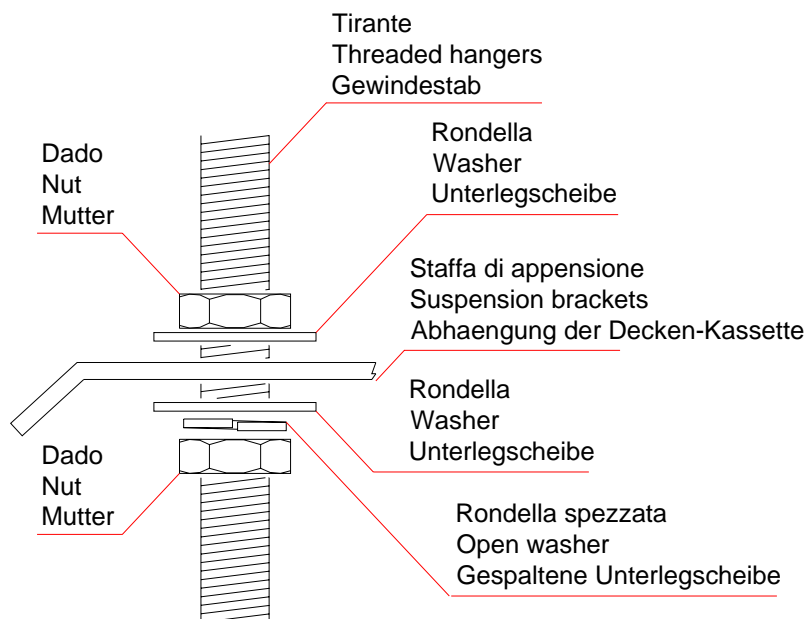 Tirante
Threaded hangers
Gewindestab
Rondella
Washer
Unterlegscheibe
Dado
Nut
Mutter
Staffa di appensione
Suspension brackets
Abhaengung der Decken-Kassette
Rondella
Washer
Unterlegscheibe
Dado
Nut
Mutter
Rondella spezzata
Open washer
Gespaltene Unterlegscheibe